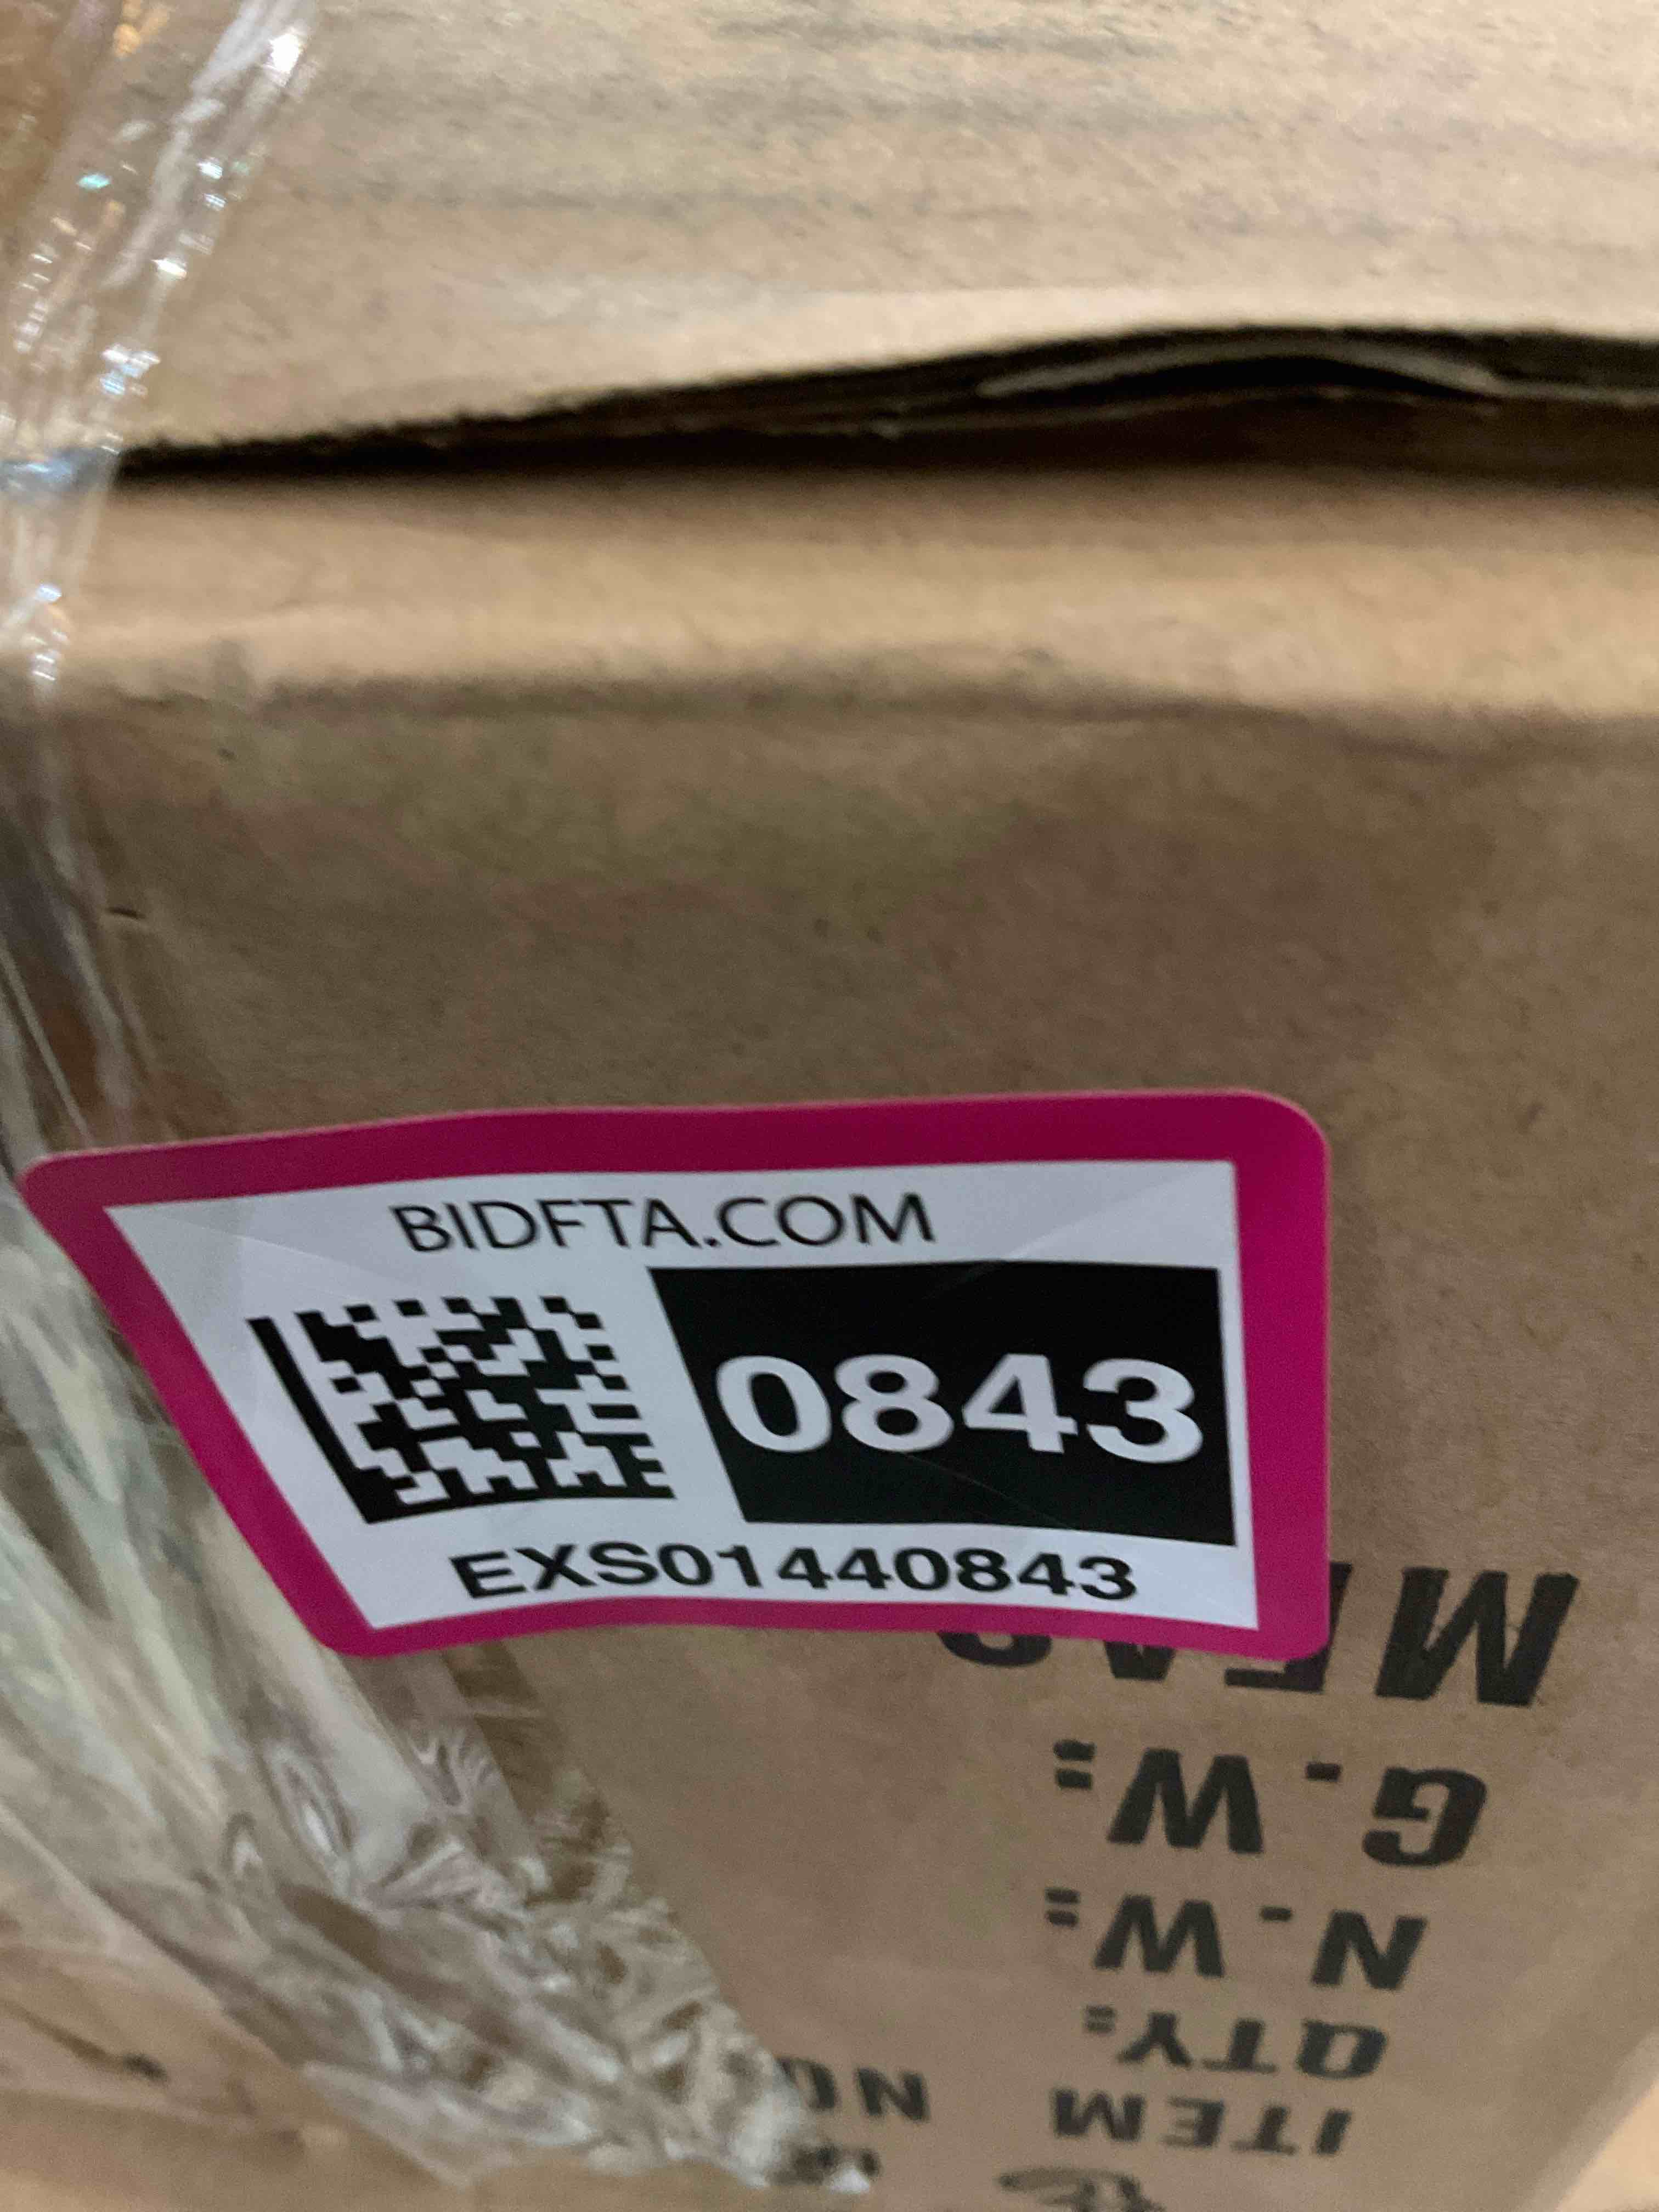 BIDFTA.COM
0843
EXS01440843
MEAS
G.W:
N.W:
QTY:
ITEM NO